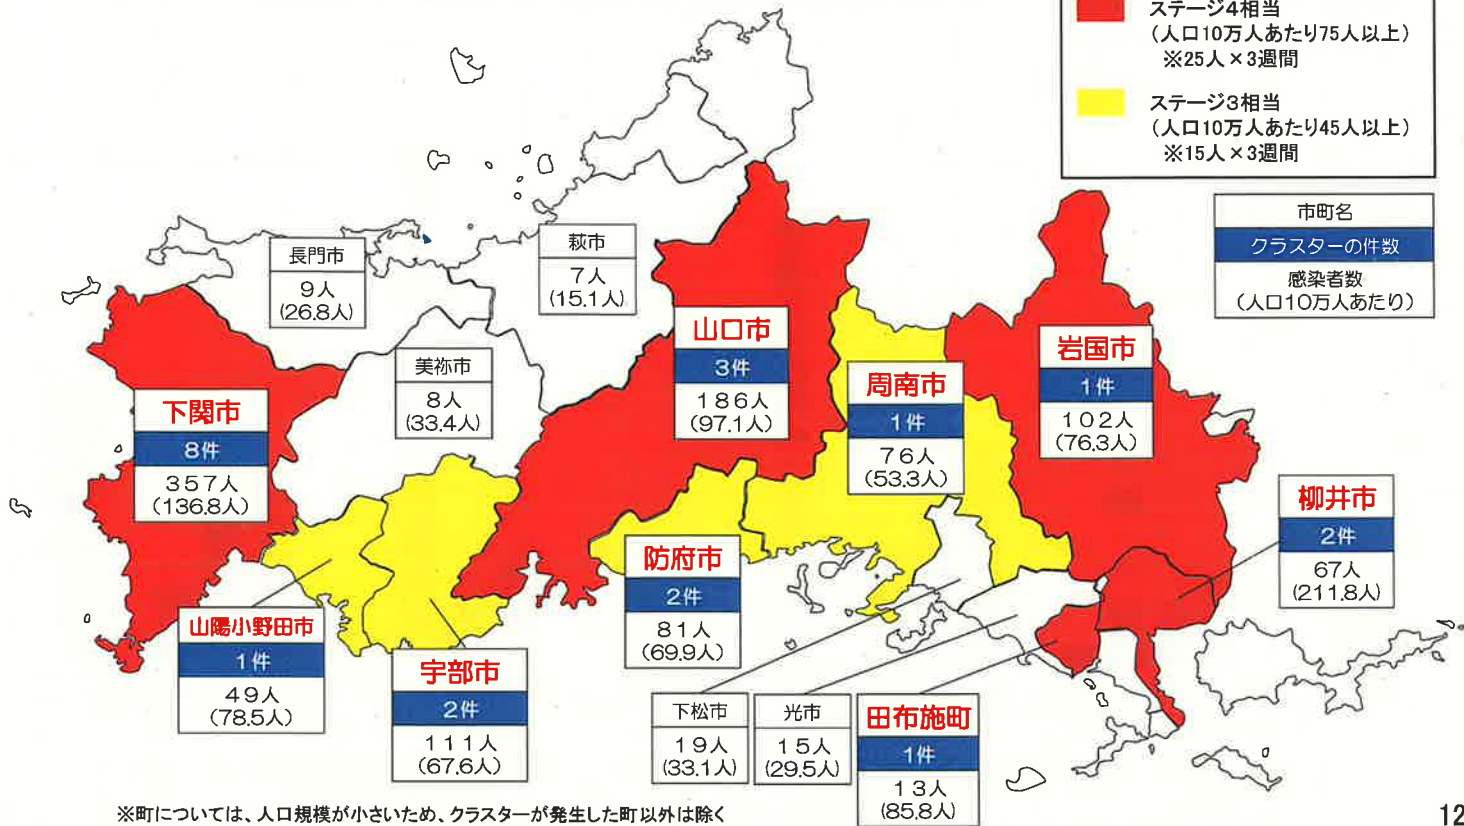 ステージ4相当
(人口10万人あたり75人以上)
※25人×3週間
ステージ3相当
(人口10万人あたり45人以上)
※15人×3週間
市町名
クラスターの件数
感染者数
(人口10万人あたり)
長門市
9人
(26.8人)
萩市
7人
(15.1人)
美祢市
8人
(33.4人)
山口市
3件
186人
(97.1人)
岩国市
1件
102人
(76.3人)
周南市
1件
76人
(53.3人)
下関市
8件
357人
(136.8人)
柳井市
2件
67人
(211.8人)
防府市
2件
81人
(69.9人)
山陽小野田市
1件
49人
(78.5人)
宇部市
2件
111人
(67.6人)
下松市
19人
(33.1人)
光市
15人
(29.5人)
田布施町
1件
13人
(85.8人)
※町については、人口規模が小さいため、クラスターが発生した町以外は除く
12